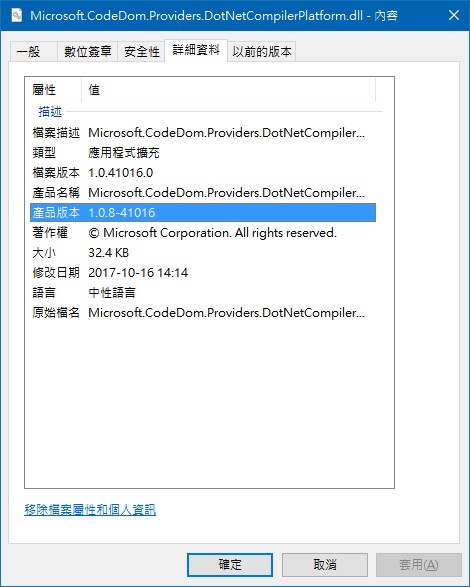 Microsoft.CodeDom.Providers.DotNetCompilerPlatform.dll - 內容
一般 數位簽章 安全性 詳細資料 以前的版本
屬性 值
描述
檔案描述 Microsoft.CodeDom.Providers.DotNetCompiler...
類型 應用程式擴充
檔案版本 1.0.41016.0
產品名稱 Microsoft.CodeDom.Providers.DotNetCompiler...
產品版本 1.0.8-41016
著作權 © Microsoft Corporation. All rights reserved.
大小 32.4 KB
修改日期 2017-10-16 14:14
語言 中性語言
原始檔名 Microsoft.CodeDom.Providers.DotNetCompiler...
移除檔案屬性和個人資訊
確定 取消 套用(A)